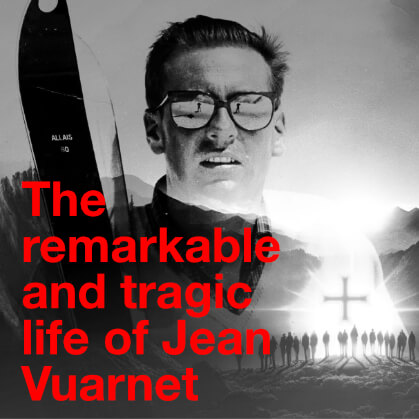 ALLAIS
60
The
remarkable
and tragic
life of Jean
Vuarnet